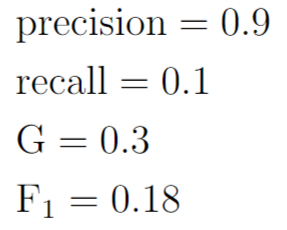 precision = 0.9
recall = 0.1
G = 0.3
F₁ = 0.18